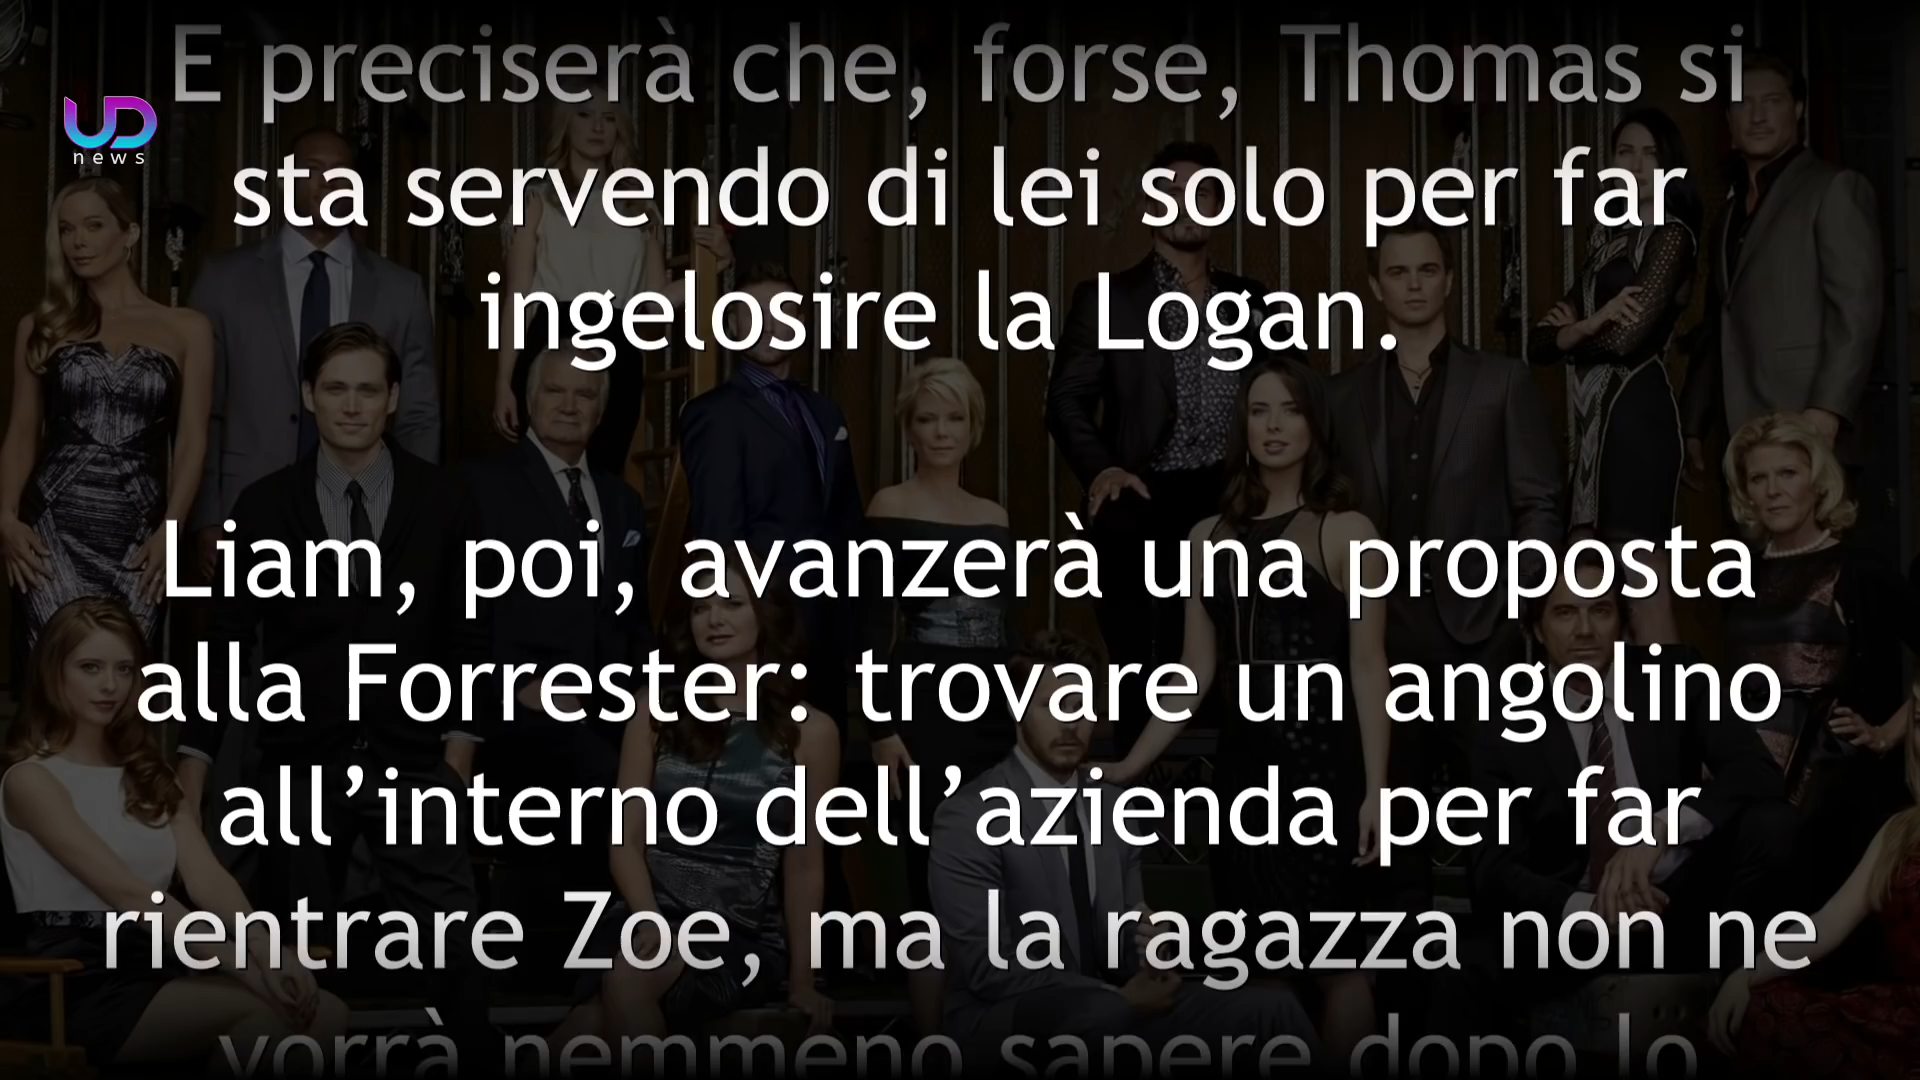 E preciserà che, forse, Thomas si
UD
news
sta servendo di lei solo per far
ingelosire la Logan.
Liam, poi, avanzerà una proposta
alla Forrester: trovare un angolino
all’interno dell’azienda per far
rientrare Zoe, ma la ragazza non ne
vorrà nemmeno sapere dopo lo